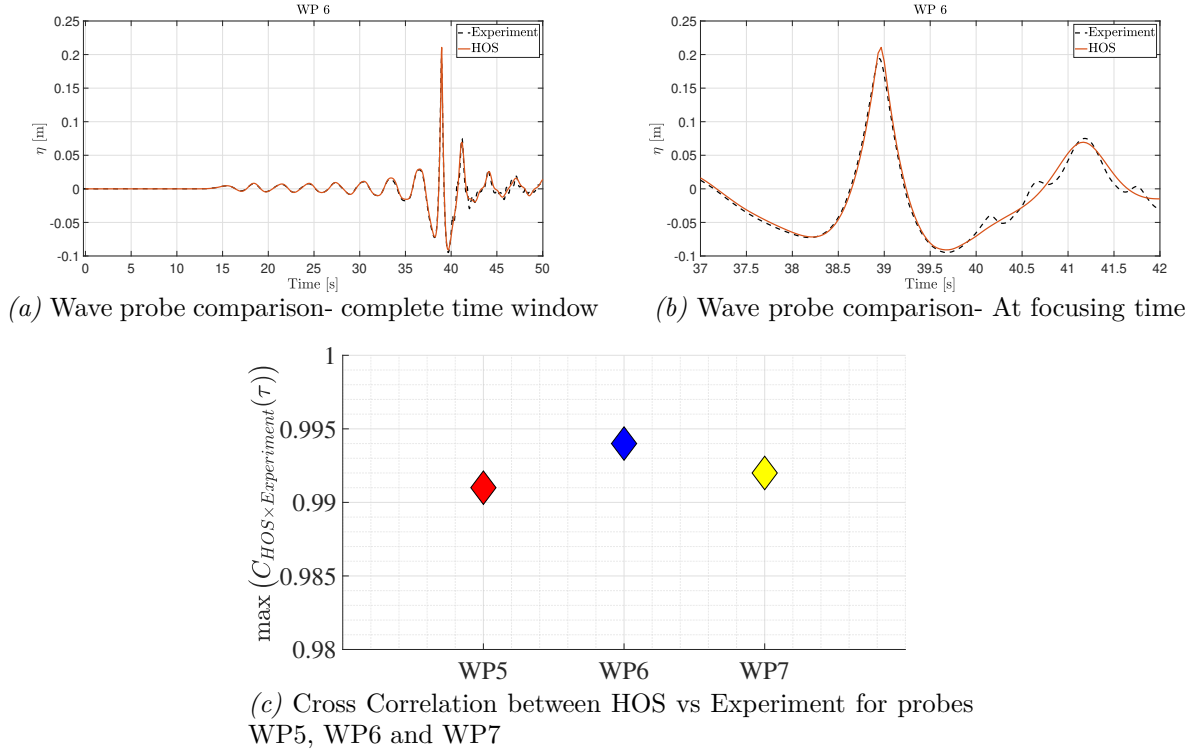 WP 6
0.25
0.2
0.15
0.1
0.05
0
-0.05
-0.1
η [m]
0 5 10 15 20 25 30 35 40 45 50
Time [s]
Experiment
HOS
(a) Wave probe comparison- complete time window
WP 6
0.25
0.2
0.15
0.1
0.05
0
-0.05
-0.1
η [m]
37 37.5 38 38.5 39 39.5 40 40.5 41 41.5 42
Time [s]
Experiment
HOS
(b) Wave probe comparison- At focusing time
1
0.995
0.99
0.985
0.98
max (C_{HOS×Experiment}(τ))
WP5 WP6 WP7
(c) Cross Correlation between HOS vs Experiment for probes
WP5, WP6 and WP7